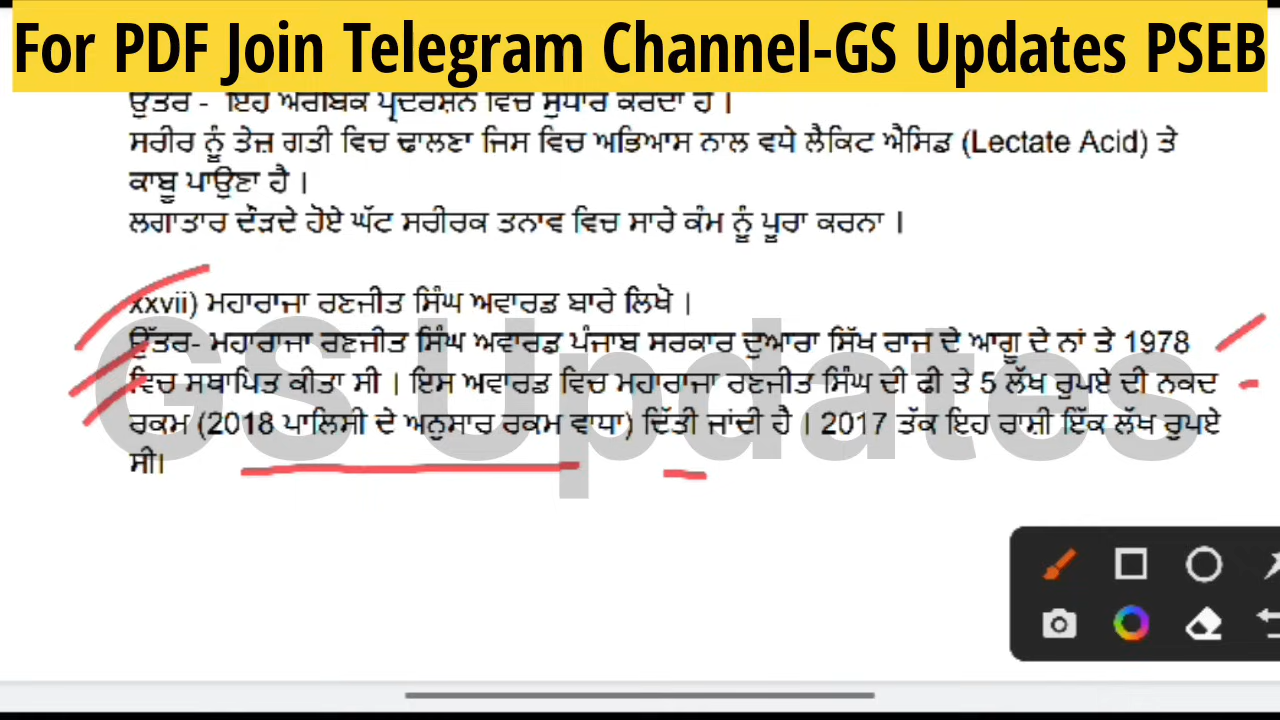 For PDF Join Telegram Channel-GS Updates PSEB
ਉਤਰ - ਇਹ ਅਰੋਬਿਕ ਪ੍ਰਦਰਸ਼ਨ ਵਿਚ ਸੁਧਾਰ ਕਰਦਾ ਹੈ ।
ਸਰੀਰ ਨੂੰ ਤੇਜ਼ ਗਤੀ ਵਿਚ ਢਾਲਣਾ ਜਿਸ ਵਿਚ ਅਭਿਆਸ ਨਾਲ ਵਧੇ ਲੈਕਿਟ ਐਸਿਡ (Lectate Acid) ਤੇ
ਕਾਬੂ ਪਾਉਣਾ ਹੈ ।
ਲਗਾਤਾਰ ਦੌੜਦੇ ਹੋਏ ਘੱਟ ਸਰੀਰਕ ਤਨਾਵ ਵਿਚ ਸਾਰੇ ਕੰਮ ਨੂੰ ਪੂਰਾ ਕਰਨਾ ।
xxvii) ਮਹਾਰਾਜਾ ਰਣਜੀਤ ਸਿੰਘ ਅਵਾਰਡ ਬਾਰੇ ਲਿਖੋ ।
ਉੱਤਰ- ਮਹਾਰਾਜਾ ਰਣਜੀਤ ਸਿੰਘ ਅਵਾਰਡ ਪੰਜਾਬ ਸਰਕਾਰ ਦੁਆਰਾ ਸਿੱਖ ਰਾਜ ਦੇ ਆਗੂ ਦੇ ਨਾਂ ਤੇ 1978
ਵਿਚ ਸਥਾਪਿਤ ਕੀਤਾ ਸੀ । ਇਸ ਅਵਾਰਡ ਵਿਚ ਮਹਾਰਾਜਾ ਰਣਜੀਤ ਸਿੰਘ ਦੀ ਫੀ ਤੇ 5 ਲੱਖ ਰੁਪਏ ਦੀ ਨਕਦ
ਰਕਮ (2018 ਪਾਲਿਸੀ ਦੇ ਅਨੁਸਾਰ ਰਕਮ ਵਾਧਾ) ਦਿੱਤੀ ਜਾਂਦੀ ਹੈ । 2017 ਤੱਕ ਇਹ ਰਾਸ਼ੀ ਇੱਕ ਲੱਖ ਰੁਪਏ
ਸੀ।
GS Updates